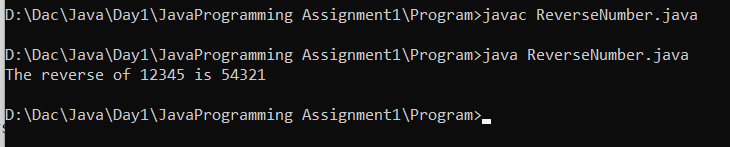 D:\Dac\Java\Day1\JavaProgramming Assignment1\Program>javac ReverseNumber.java
D:\Dac\Java\Day1\JavaProgramming Assignment1\Program>java ReverseNumber.java
The reverse of 12345 is 54321
D:\Dac\Java\Day1\JavaProgramming Assignment1\Program>